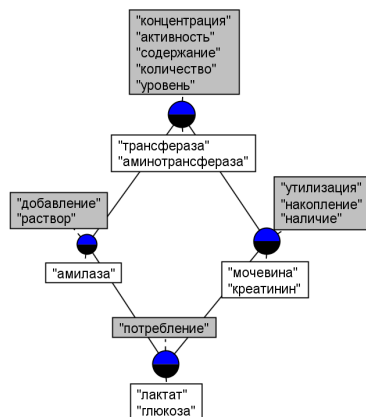 "концентрация"
"активность"
"содержание"
"количество"
"уровень"
"трансфераза"
"аминотрансфераза"
"добавление"
"раствор"
"амилаза"
"утилизация"
"накопление"
"наличие"
"мочевина"
"креатинин"
"потребление"
"лактат"
"глюкоза"